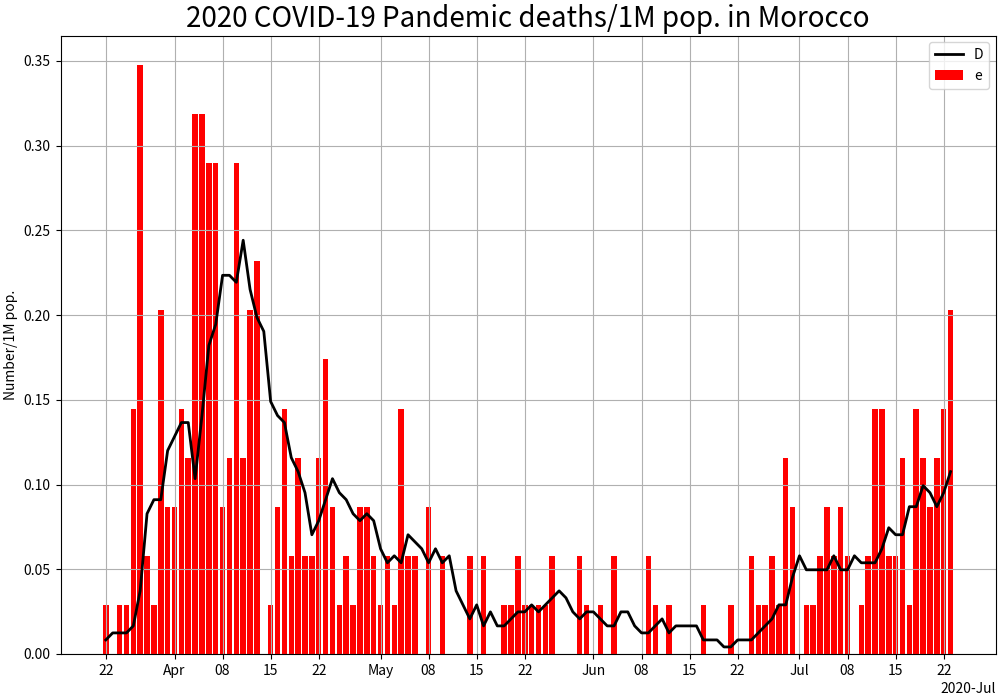 2020 COVID-19 Pandemic deaths/1M pop. in Morocco
D
e
Number/1M pop.
0.35
0.30
0.25
0.20
0.15
0.10
0.05
0.00
22 Apr 08 15 22 May 08 15 22 Jun 08 15 22 Jul 08 15 22
2020-Jul